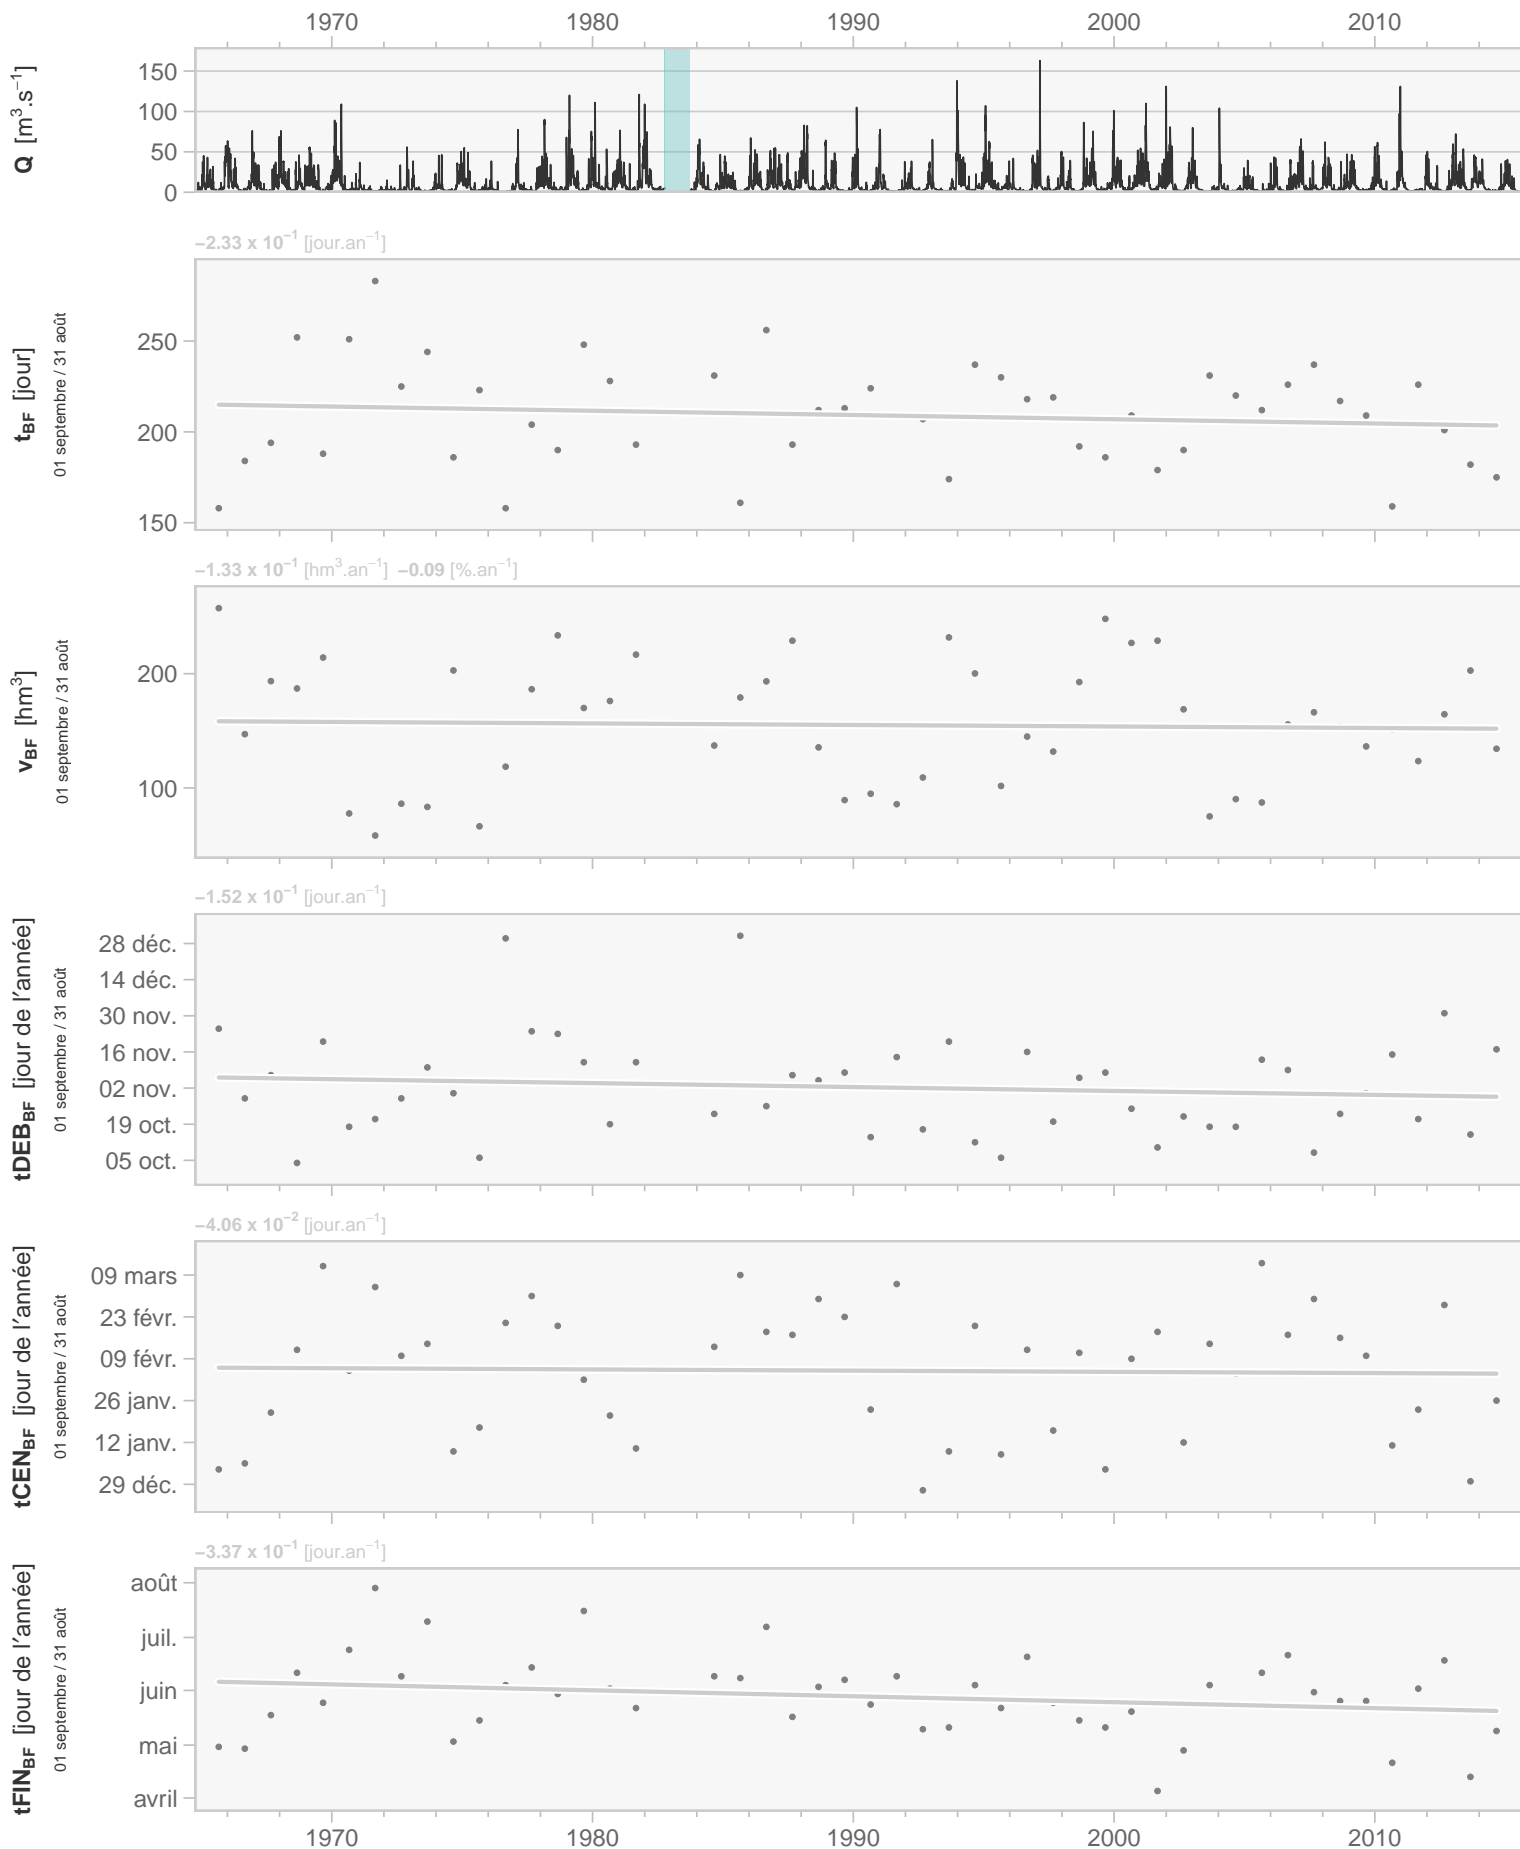 1970 1980 1990 2000 2010
Q [m³.s⁻¹]
150
100
50
0
−2.33 x 10⁻¹ [jour.an⁻¹]
tBF [jour]
01 septembre / 31 août
250
200
150
−1.33 x 10⁻¹ [hm³.an⁻¹] −0.09 [%.an⁻¹]
vBF [hm³]
01 septembre / 31 août
200
100
−1.52 x 10⁻¹ [jour.an⁻¹]
tDEBBF [jour de l'année]
01 septembre / 31 août
28 déc.
14 déc.
30 nov.
16 nov.
02 nov.
19 oct.
05 oct.
−4.06 x 10⁻² [jour.an⁻¹]
tCENBF [jour de l'année]
01 septembre / 31 août
09 mars
23 févr.
09 févr.
26 janv.
12 janv.
29 déc.
−3.37 x 10⁻¹ [jour.an⁻¹]
tFINBF [jour de l'année]
01 septembre / 31 août
août
juil.
juin
mai
avril
1970 1980 1990 2000 2010